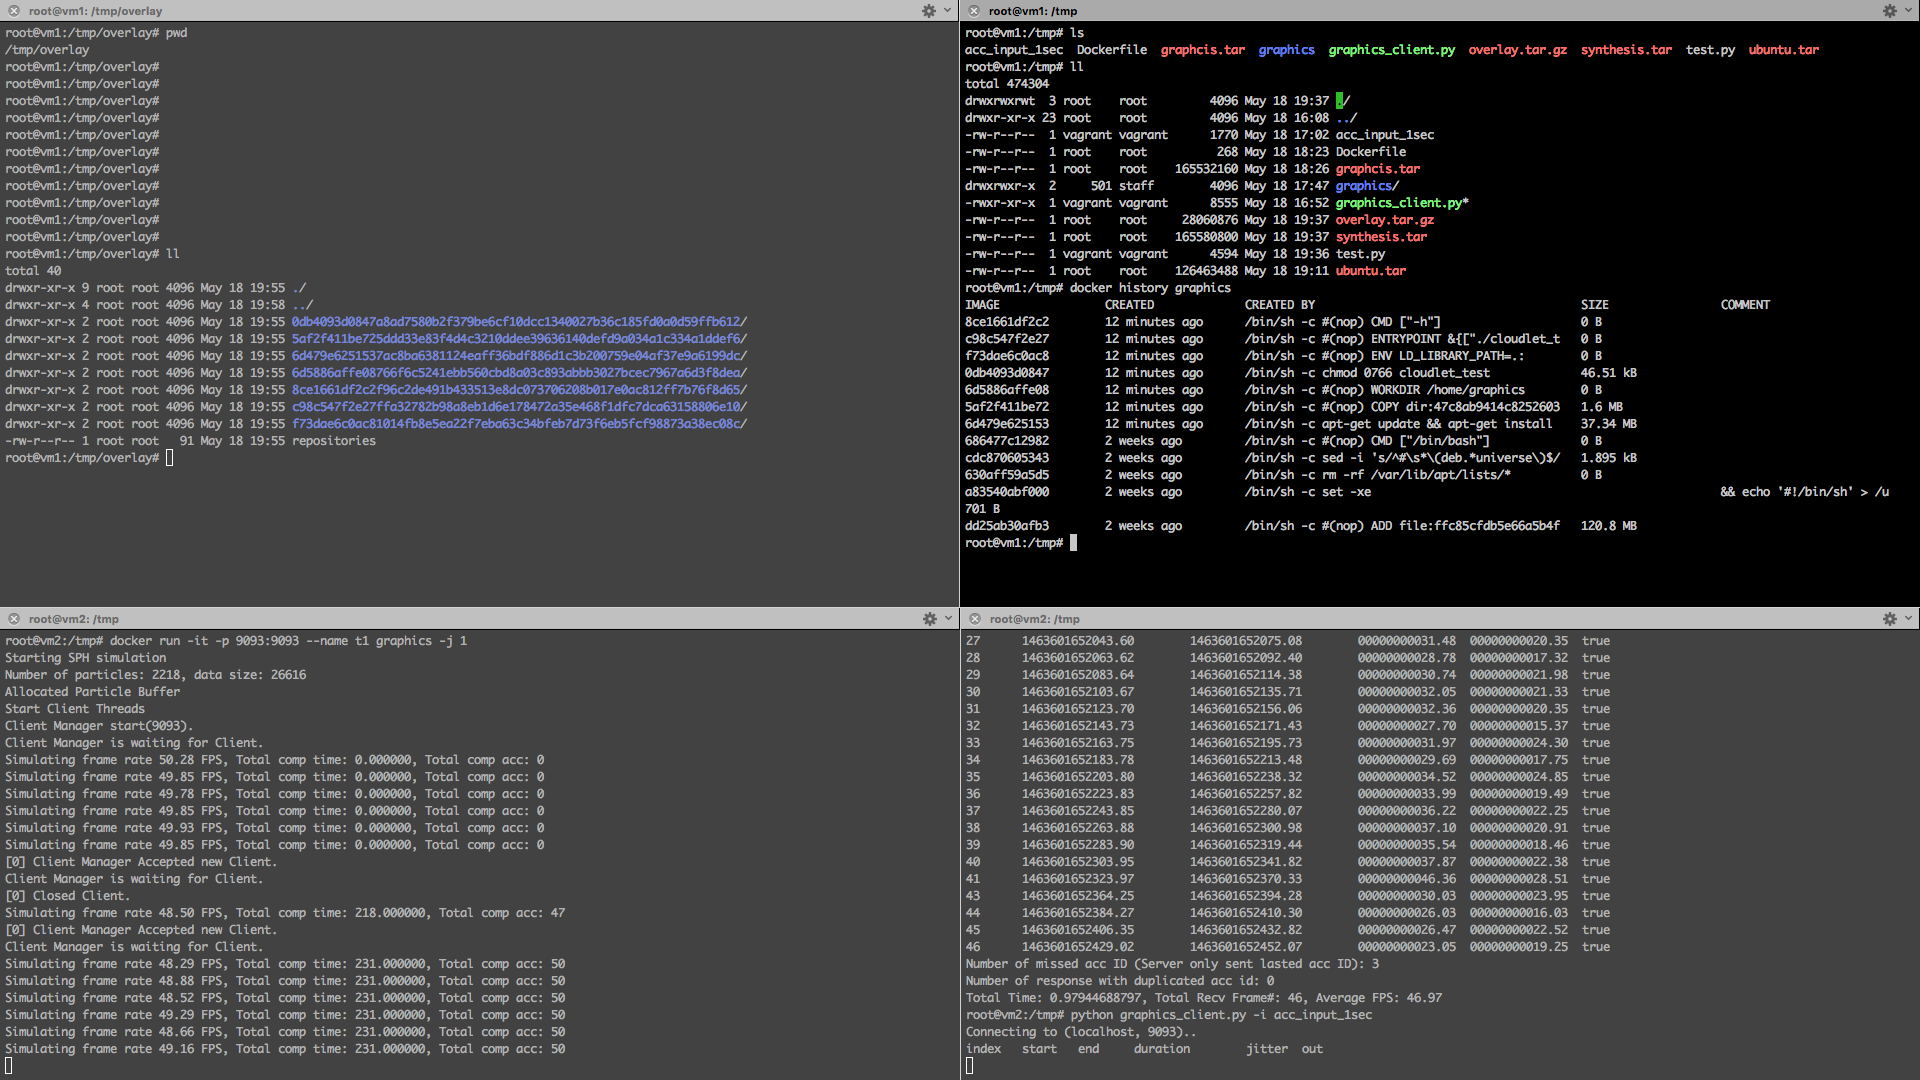 root@vm1: /tmp/overlay
root@vm1:/tmp/overlay# pwd
/tmp/overlay
root@vm1:/tmp/overlay#
root@vm1:/tmp/overlay#
root@vm1:/tmp/overlay#
root@vm1:/tmp/overlay#
root@vm1:/tmp/overlay#
root@vm1:/tmp/overlay#
root@vm1:/tmp/overlay#
root@vm1:/tmp/overlay#
root@vm1:/tmp/overlay#
root@vm1:/tmp/overlay#
root@vm1:/tmp/overlay#
root@vm1:/tmp/overlay# ll
total 40
drwxr-xr-x 9 root root 4096 May 18 19:55 ./
drwxr-xr-x 4 root root 4096 May 18 19:58 ../
drwxr-xr-x 2 root root 4096 May 18 19:55 0db4093d0847a8ad7580b2f379be6cf10dcc1340027b36c185fd0a0d59ffb612/
drwxr-xr-x 2 root root 4096 May 18 19:55 5af2f411be725ddd33e83f4d4c3210ddee39636140defd9a034a1c334a1ddef6/
drwxr-xr-x 2 root root 4096 May 18 19:55 6d479e6251537ac8ba6381124eaff36bdf886d1c3b200759e04af37e9a6199dc/
drwxr-xr-x 2 root root 4096 May 18 19:55 6d5886affe08766f6c5241ebb560cbd8a03c893abbb3027bcec7967a6d3f8dea/
drwxr-xr-x 2 root root 4096 May 18 19:55 8ce1661df2c2f96c2de491b433513e8dc073706208b017e0ac812ff7b76f8d65/
drwxr-xr-x 2 root root 4096 May 18 19:55 c98c547f2e27ffa32782b98a8eb1d6e178472a35e468f1dfc7dca63158806e10/
drwxr-xr-x 2 root root 4096 May 18 19:55 f73dae6c0ac81014fb8e5ea22f7eba63c34bfeb7d73f6eb5fcf98873a38ec08c/
-rw-r--r-- 1 root root   91 May 18 19:55 repositories
root@vm1:/tmp/overlay#
root@vm1: /tmp
root@vm1:/tmp# ls
acc_input_1sec  Dockerfile  graphcis.tar  graphics  graphics_client.py  overlay.tar.gz  synthesis.tar  test.py  ubuntu.tar
root@vm1:/tmp# ll
total 474304
drwxrwxrwt  3 root    root         4096 May 18 19:37 ./
drwxr-xr-x 23 root    root         4096 May 18 16:08 ../
-rw-r--r--  1 vagrant vagrant      1770 May 18 17:02 acc_input_1sec
-rw-r--r--  1 root    root          268 May 18 18:23 Dockerfile
-rw-r--r--  1 root    root    165532160 May 18 18:26 graphcis.tar
drwxrwxr-x  2     501 staff        4096 May 18 17:47 graphics/
-rwxr-xr-x  1 vagrant vagrant      8555 May 18 16:52 graphics_client.py*
-rw-r--r--  1 root    root     28060876 May 18 19:37 overlay.tar.gz
-rw-r--r--  1 root    root    165580800 May 18 19:37 synthesis.tar
-rw-r--r--  1 vagrant vagrant      4594 May 18 19:36 test.py
-rw-r--r--  1 root    root    126463488 May 18 19:11 ubuntu.tar
root@vm1:/tmp# docker history graphics
IMAGE               CREATED             CREATED BY                                      SIZE                COMMENT
8ce1661df2c2        12 minutes ago      /bin/sh -c #(nop) CMD ["-h"]                    0 B
c98c547f2e27        12 minutes ago      /bin/sh -c #(nop) ENTRYPOINT &{["./cloudlet_t   0 B
f73dae6c0ac8        12 minutes ago      /bin/sh -c #(nop) ENV LD_LIBRARY_PATH=.:        0 B
0db4093d0847        12 minutes ago      /bin/sh -c chmod 0766 cloudlet_test             46.51 kB
6d5886affe08        12 minutes ago      /bin/sh -c #(nop) WORKDIR /home/graphics        0 B
5af2f411be72        12 minutes ago      /bin/sh -c #(nop) COPY dir:47c8ab9414c8252603   1.6 MB
6d479e625153        12 minutes ago      /bin/sh -c apt-get update && apt-get install    37.34 MB
686477c12982        2 weeks ago         /bin/sh -c #(nop) CMD ["/bin/bash"]             0 B
cdc870605343        2 weeks ago         /bin/sh -c sed -i 's/^#\s*\(deb.*universe\)$/   1.895 kB
630aff59a5d5        2 weeks ago         /bin/sh -c rm -rf /var/lib/apt/lists/*          0 B
a83540abf000        2 weeks ago         /bin/sh -c set -xe                                                  && echo '#!/bin/sh' > /u
701 B
dd25ab30afb3        2 weeks ago         /bin/sh -c #(nop) ADD file:ffc85cfdb5e66a5b4f   120.8 MB
root@vm1:/tmp#
root@vm2: /tmp
root@vm2:/tmp# docker run -it -p 9093:9093 --name t1 graphics -j 1
Starting SPH simulation
Number of particles: 2218, data size: 26616
Allocated Particle Buffer
Start Client Threads
Client Manager start(9093).
Client Manager is waiting for Client.
Simulating frame rate 50.28 FPS, Total comp time: 0.000000, Total comp acc: 0
Simulating frame rate 49.85 FPS, Total comp time: 0.000000, Total comp acc: 0
Simulating frame rate 49.78 FPS, Total comp time: 0.000000, Total comp acc: 0
Simulating frame rate 49.85 FPS, Total comp time: 0.000000, Total comp acc: 0
Simulating frame rate 49.93 FPS, Total comp time: 0.000000, Total comp acc: 0
Simulating frame rate 49.85 FPS, Total comp time: 0.000000, Total comp acc: 0
[0] Client Manager Accepted new Client.
Client Manager is waiting for Client.
[0] Closed Client.
Simulating frame rate 48.50 FPS, Total comp time: 218.000000, Total comp acc: 47
[0] Client Manager Accepted new Client.
Client Manager is waiting for Client.
Simulating frame rate 48.29 FPS, Total comp time: 231.000000, Total comp acc: 50
Simulating frame rate 48.88 FPS, Total comp time: 231.000000, Total comp acc: 50
Simulating frame rate 48.52 FPS, Total comp time: 231.000000, Total comp acc: 50
Simulating frame rate 49.29 FPS, Total comp time: 231.000000, Total comp acc: 50
Simulating frame rate 48.66 FPS, Total comp time: 231.000000, Total comp acc: 50
Simulating frame rate 49.16 FPS, Total comp time: 231.000000, Total comp acc: 50
root@vm2: /tmp
27      1463601652043.60        1463601652075.08        00000000031.48  00000000020.35  true
28      1463601652063.62        1463601652092.40        00000000028.78  00000000017.32  true
29      1463601652083.64        1463601652114.38        00000000030.74  00000000021.98  true
30      1463601652103.67        1463601652135.71        00000000032.05  00000000021.33  true
31      1463601652123.70        1463601652156.06        00000000032.36  00000000020.35  true
32      1463601652143.73        1463601652171.43        00000000027.70  00000000015.37  true
33      1463601652163.75        1463601652195.73        00000000031.97  00000000024.30  true
34      1463601652183.78        1463601652213.48        00000000029.69  00000000017.75  true
35      1463601652203.80        1463601652238.32        00000000034.52  00000000024.85  true
36      1463601652223.83        1463601652257.82        00000000033.99  00000000019.49  true
37      1463601652243.85        1463601652280.07        00000000036.22  00000000022.25  true
38      1463601652263.88        1463601652300.98        00000000037.10  00000000020.91  true
39      1463601652283.90        1463601652319.44        00000000035.54  00000000018.46  true
40      1463601652303.95        1463601652341.82        00000000037.87  00000000022.38  true
41      1463601652323.97        1463601652370.33        00000000046.36  00000000028.51  true
43      1463601652364.25        1463601652394.28        00000000030.03  00000000023.95  true
44      1463601652384.27        1463601652410.30        00000000026.03  00000000016.03  true
45      1463601652406.35        1463601652432.82        00000000026.47  00000000022.52  true
46      1463601652429.02        1463601652452.07        00000000023.05  00000000019.25  true
Number of missed acc ID (Server only sent lasted acc ID): 3
Number of response with duplicated acc id: 0
Total Time: 0.97944688797, Total Recv Frame#: 46, Average FPS: 46.97
root@vm2:/tmp# python graphics_client.py -i acc_input_1sec
Connecting to (localhost, 9093)..
index   start   end     duration        jitter  out